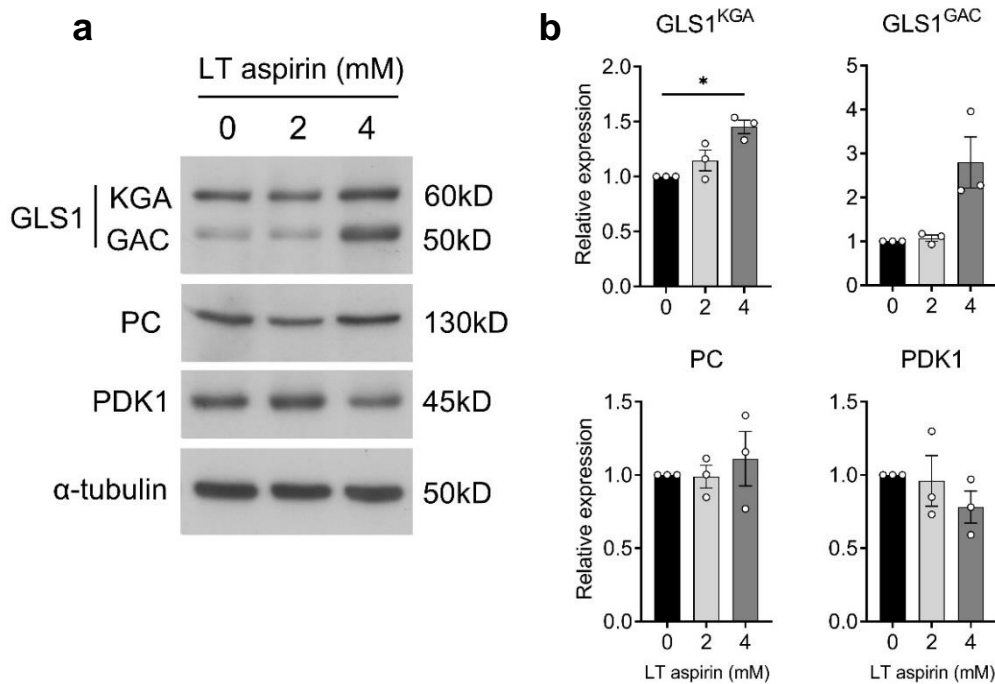 a
LT aspirin (mM)
0 2 4
GLS1
KGA 60kD
GAC 50kD
PC 130kD
PDK1 45kD
α-tubulin 50kD
b
GLS1KGA
Relative expression
2.0
1.5
1.0
0.5
0.0
*
0 2 4
GLS1GAC
5
4
3
2
1
0
0 2 4
PC
Relative expression
1.5
1.0
0.5
0.0
0 2 4
LT aspirin (mM)
PDK1
1.5
1.0
0.5
0.0
0 2 4
LT aspirin (mM)